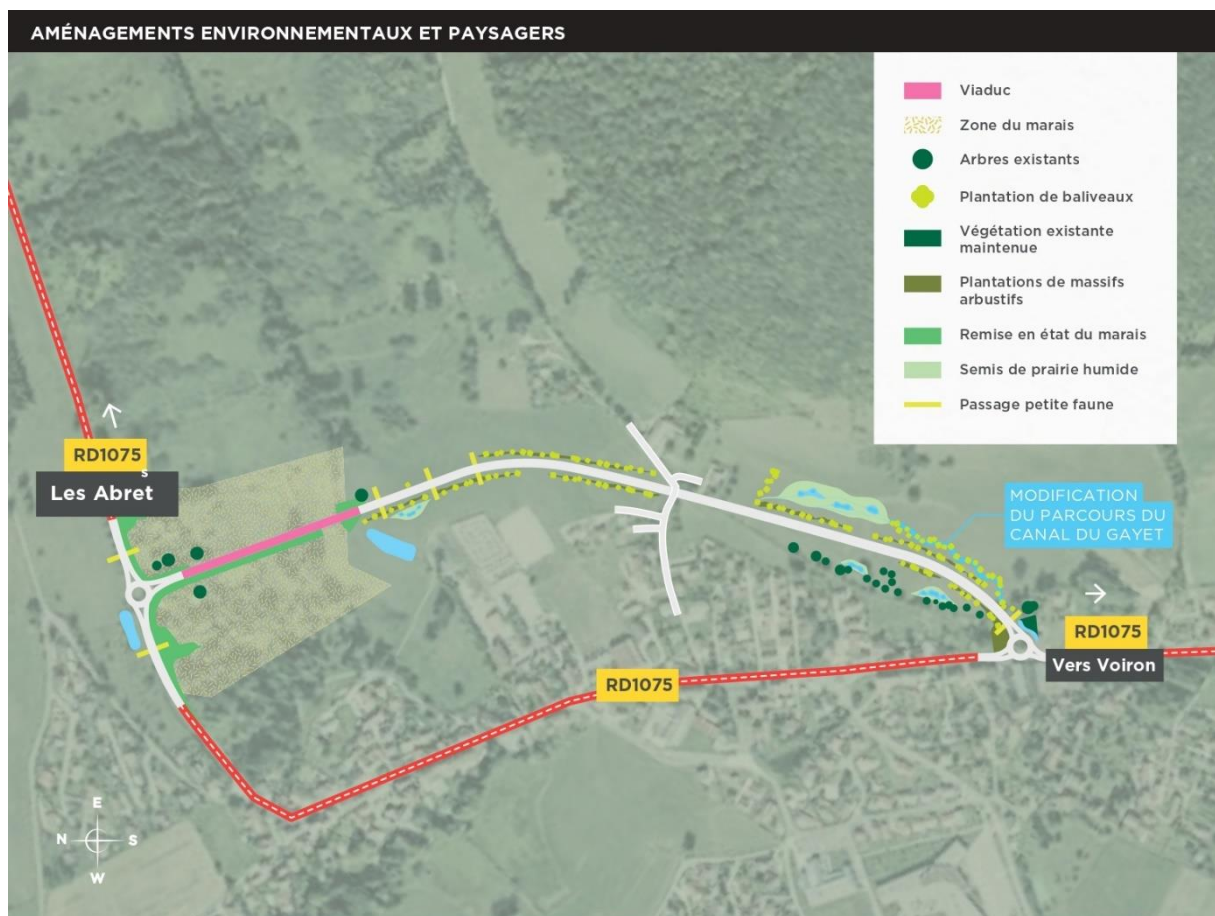 AMÉNAGEMENTS ENVIRONNEMENTAUX ET PAYSAGERS
Viaduc
Zone du marais
Arbres existants
Plantation de baliveaux
Végétation existante
maintenue
Plantations de massifs
arbustifs
Remise en état du marais
Semis de prairie humide
Passage petite faune
RD1075
Les Abrets
MODIFICATION
DU PARCOURS DU
CANAL DU GAYET
RD1075
Vers Voiron
RD1075
E
N S
W